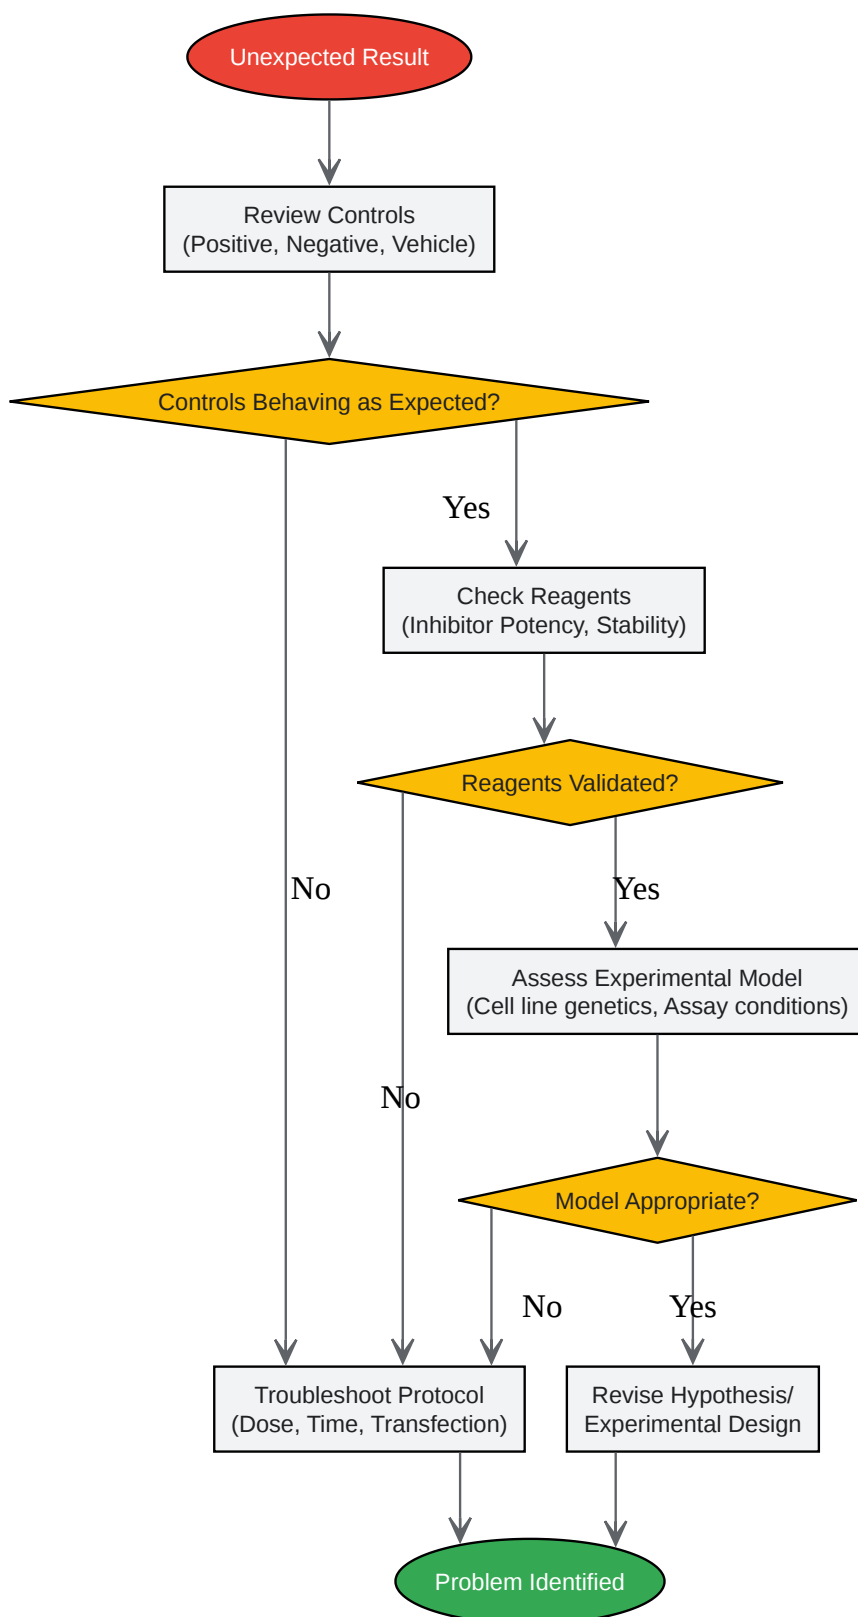 Unexpected Result
Review Controls
(Positive, Negative, Vehicle)
Controls Behaving as Expected?
Yes
Check Reagents
(Inhibitor Potency, Stability)
Reagents Validated?
No
Yes
Assess Experimental Model
(Cell line genetics, Assay conditions)
No
Model Appropriate?
No
Yes
Troubleshoot Protocol
(Dose, Time, Transfection)
Revise Hypothesis/
Experimental Design
Problem Identified